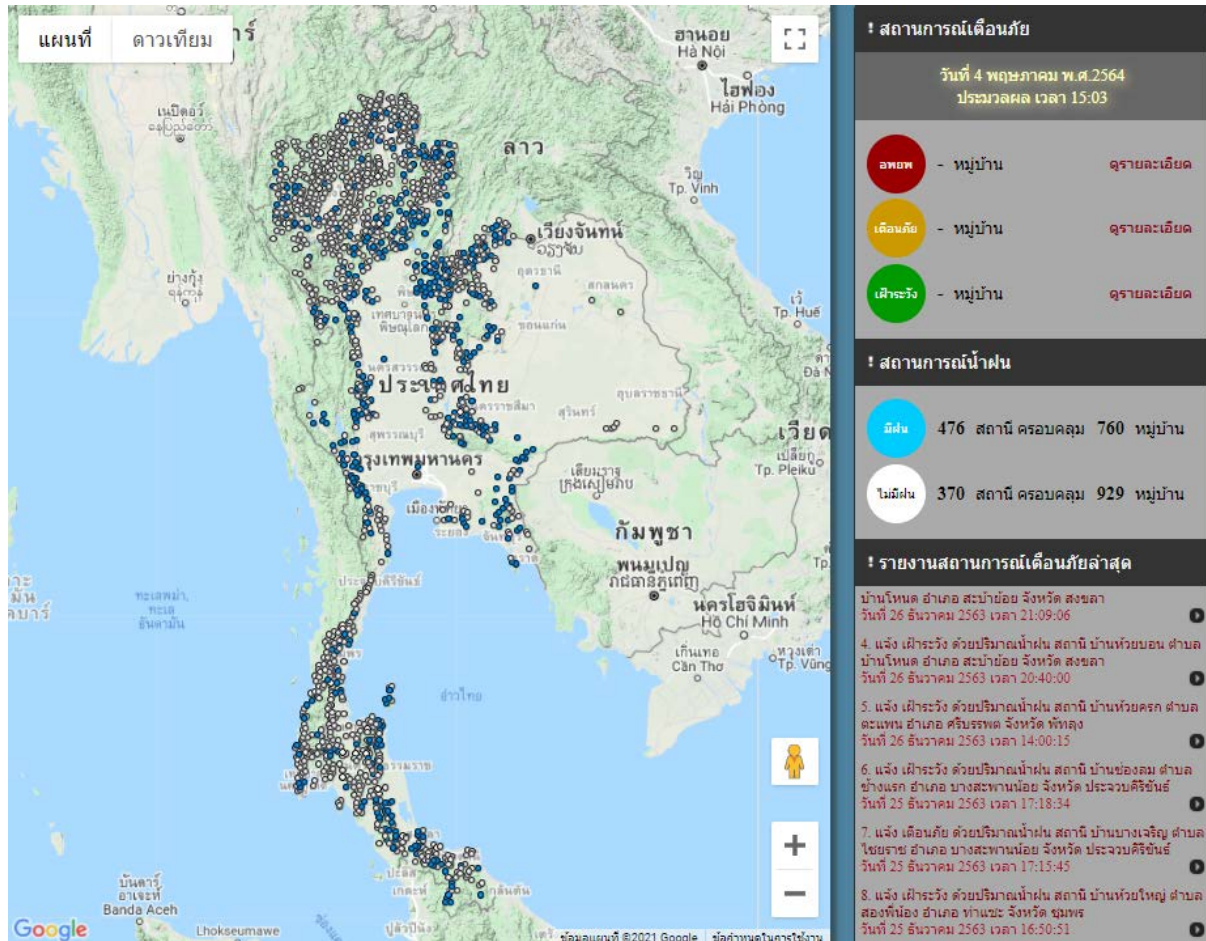 แผนที่
ดาวเทียม
ฮานอย
Hà Nội
ไฮฟอง
Hải Phòng
เนปิดอว์
နေပြည်တော်
ลาว
วิญ
Tp. Vinh
เวียงจันทน์
ວຽງຈັນ
อุดรธานี
สกลนคร
ย่างกุ้ง
ရန်ကုန်
เว้
Tp. Huế
ขอนแก่น
พิษณุโลก
นครสวรรค์
ประเทศไทย
อุบลราชธานี
สุรินทร์
สุพรรณบุรี
กรุงเทพมหานคร
เปลียกู
Tp. Pleiku
เสียมราฐ
ក្រុងសៀមរាប
เมืองพัทยา
ระยอง
กัมพูชา
พนมเปญ
រាជធានីភ្នំពេញ
ประจวบคีรีขันธ์
นครโฮจิมินห์
Hồ Chí Minh
ทะเลพม่า,
ทะเล
อันดามัน
เกิ่นเทอ
Cần Thơ
หวุงเต่า
Tp. Vũng
อ่าวไทย
บันดาร์
อาเจะห์
Banda Aceh
Lhokseumawe
ปูลัวปีนัง
กลันตัน
Google
ข้อมูลแผนที่ ©2021 Google
ข้อกำหนดในการใช้งาน
สถานการณ์เตือนภัย
วันที่ 4 พฤษภาคม พ.ศ.2564
ประมวลผล เวลา 15:03
อพยพ - หมู่บ้าน ดูรายละเอียด
เตือนภัย - หมู่บ้าน ดูรายละเอียด
เฝ้าระวัง - หมู่บ้าน ดูรายละเอียด
สถานการณ์น้ำฝน
มีฝน 476 สถานี ครอบคลุม 760 หมู่บ้าน
ไม่มีฝน 370 สถานี ครอบคลุม 929 หมู่บ้าน
รายงานสถานการณ์เตือนภัยล่าสุด
บ้านโหนด อำเภอ สะบ้าย้อย จังหวัด สงขลา
วันที่ 26 ธันวาคม 2563 เวลา 21:09:06
4. แจ้ง เฝ้าระวัง ด้วยปริมาณน้ำฝน สถานี บ้านห้วยบอน ตำบล
บ้านโหนด อำเภอ สะบ้าย้อย จังหวัด สงขลา
วันที่ 26 ธันวาคม 2563 เวลา 20:40:00
5. แจ้ง เฝ้าระวัง ด้วยปริมาณน้ำฝน สถานี บ้านห้วยครก ตำบล
ตะแพน อำเภอ ศรีบรรพต จังหวัด พัทลุง
วันที่ 26 ธันวาคม 2563 เวลา 14:00:15
6. แจ้ง เฝ้าระวัง ด้วยปริมาณน้ำฝน สถานี บ้านช่องลม ตำบล
ช้างแรก อำเภอ บางสะพานน้อย จังหวัด ประจวบคีรีขันธ์
วันที่ 25 ธันวาคม 2563 เวลา 17:18:34
7. แจ้ง เตือนภัย ด้วยปริมาณน้ำฝน สถานี บ้านบางเจริญ ตำบล
ไชยราช อำเภอ บางสะพานน้อย จังหวัด ประจวบคีรีขันธ์
วันที่ 25 ธันวาคม 2563 เวลา 17:15:45
8. แจ้ง เฝ้าระวัง ด้วยปริมาณน้ำฝน สถานี บ้านห้วยใหญ่ ตำบล
สองพี่น้อง อำเภอ ท่าแซะ จังหวัด ชุมพร
วันที่ 25 ธันวาคม 2563 เวลา 16:50:51